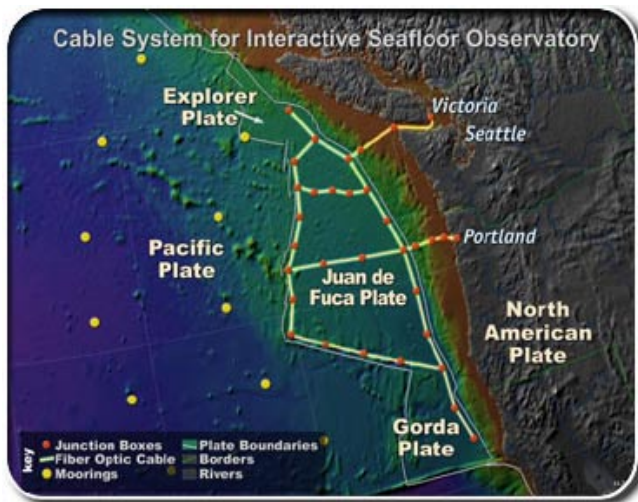 Cable System for Interactive Seafloor Observatory
Explorer
Plate
Victoria
Seattle
Pacific
Plate
Portland
Juan de
Fuca Plate
North
American
Plate
Gorda
Plate
key
Junction Boxes
Fiber Optic Cable
Moorings
Plate Boundaries
Borders
Rivers